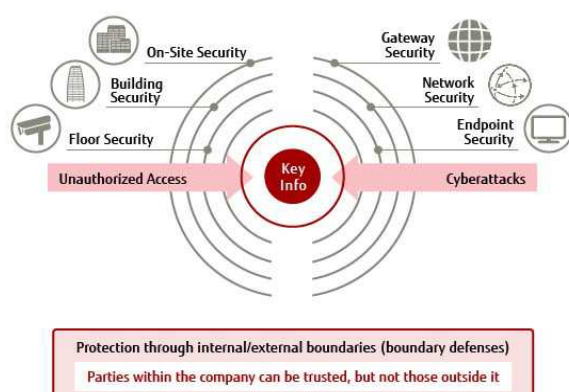 On-Site Security
Building
Security
Floor Security
Unauthorized Access
Gateway
Security
Network
Security
Endpoint
Security
Cyberattacks
Key
Info
Protection through internal/external boundaries (boundary defenses)
Parties within the company can be trusted, but not those outside it